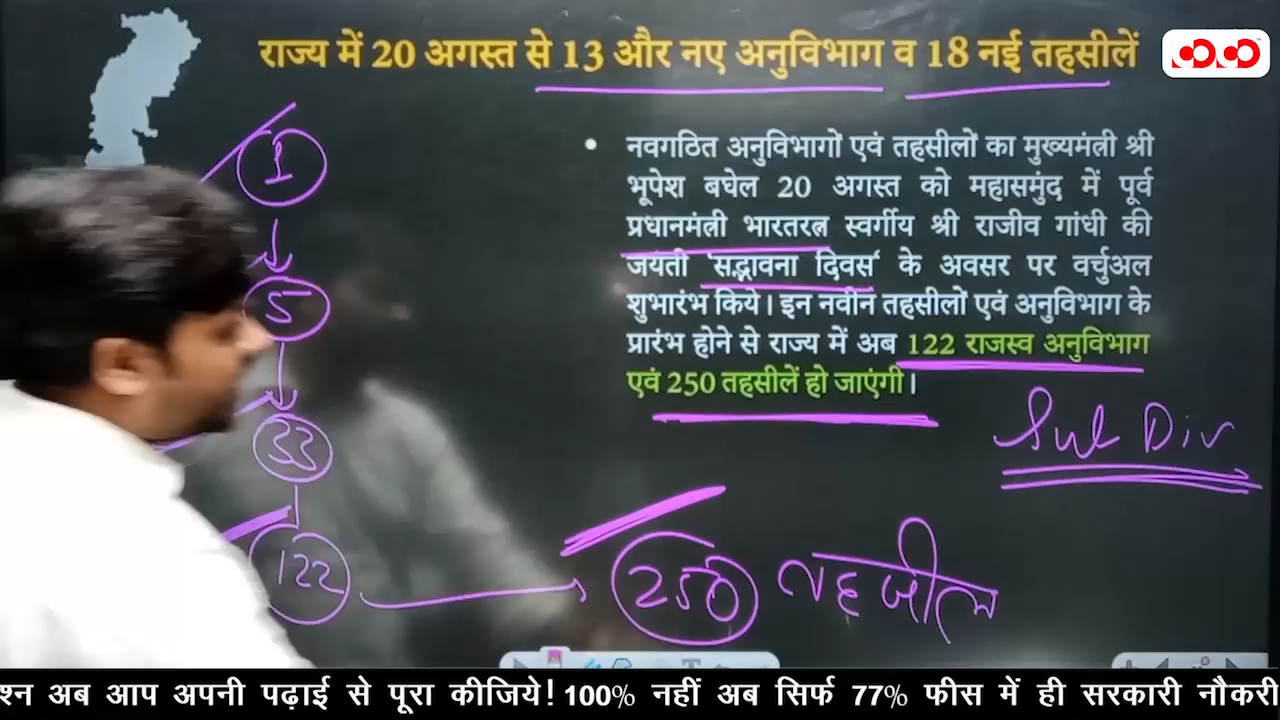 राज्य में 20 अगस्त से 13 और नए अनुविभाग व 18 नई तहसीलें
• नवगठित अनुविभागों एवं तहसीलों का मुख्यमंत्री श्री
भूपेश बघेल 20 अगस्त को महासमुंद में पूर्व
प्रधानमंत्री भारतरत्न स्वर्गीय श्री राजीव गांधी की
जयंती 'सद्भावना दिवस' के अवसर पर वर्चुअल
शुभारंभ किये। इन नवीन तहसीलों एवं अनुविभाग के
प्रारंभ होने से राज्य में अब 122 राजस्व अनुविभाग
एवं 250 तहसीलें हो जाएंगी।
1
5
33
122
Sub Div
250 तहसील
श्न अब आप अपनी पढ़ाई से पूरा कीजिये! 100% नहीं अब सिर्फ 77% फीस में ही सरकारी नौकरी